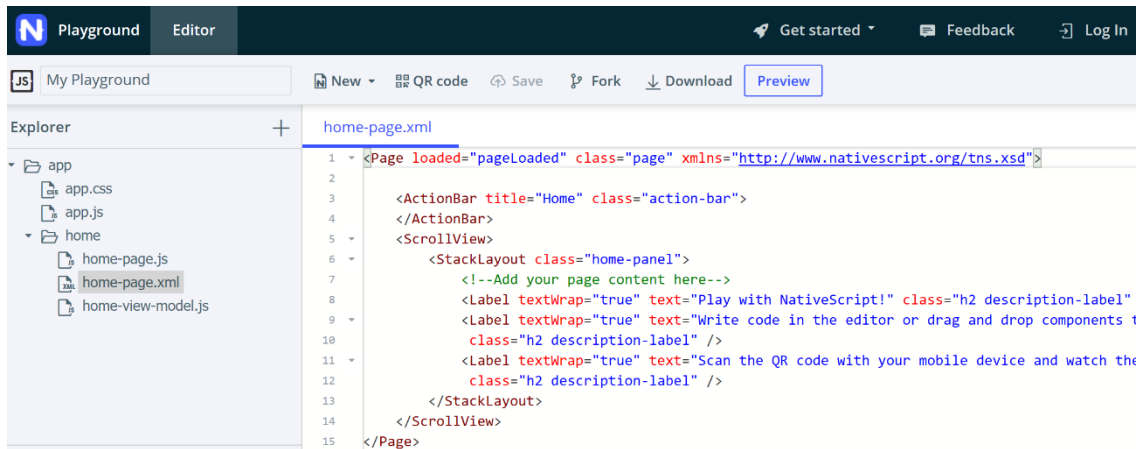 N Playground Editor Get started Feedback Log In
JS My Playground New QR code Save Fork Download Preview
Explorer + home-page.xml
app
app.css
app.js
home
home-page.js
home-page.xml
home-view-model.js
1 <Page loaded="pageLoaded" class="page" xmlns="http://www.nativescript.org/tns.xsd">
2
3 <ActionBar title="Home" class="action-bar">
4 </ActionBar>
5 <ScrollView>
6 <StackLayout class="home-panel">
7 <!--Add your page content here-->
8 <Label textWrap="true" text="Play with NativeScript!" class="h2 description-label"
9 <Label textWrap="true" text="Write code in the editor or drag and drop components t
10 class="h2 description-label" />
11 <Label textWrap="true" text="Scan the QR code with your mobile device and watch the
12 class="h2 description-label" />
13 </StackLayout>
14 </ScrollView>
15 </Page>